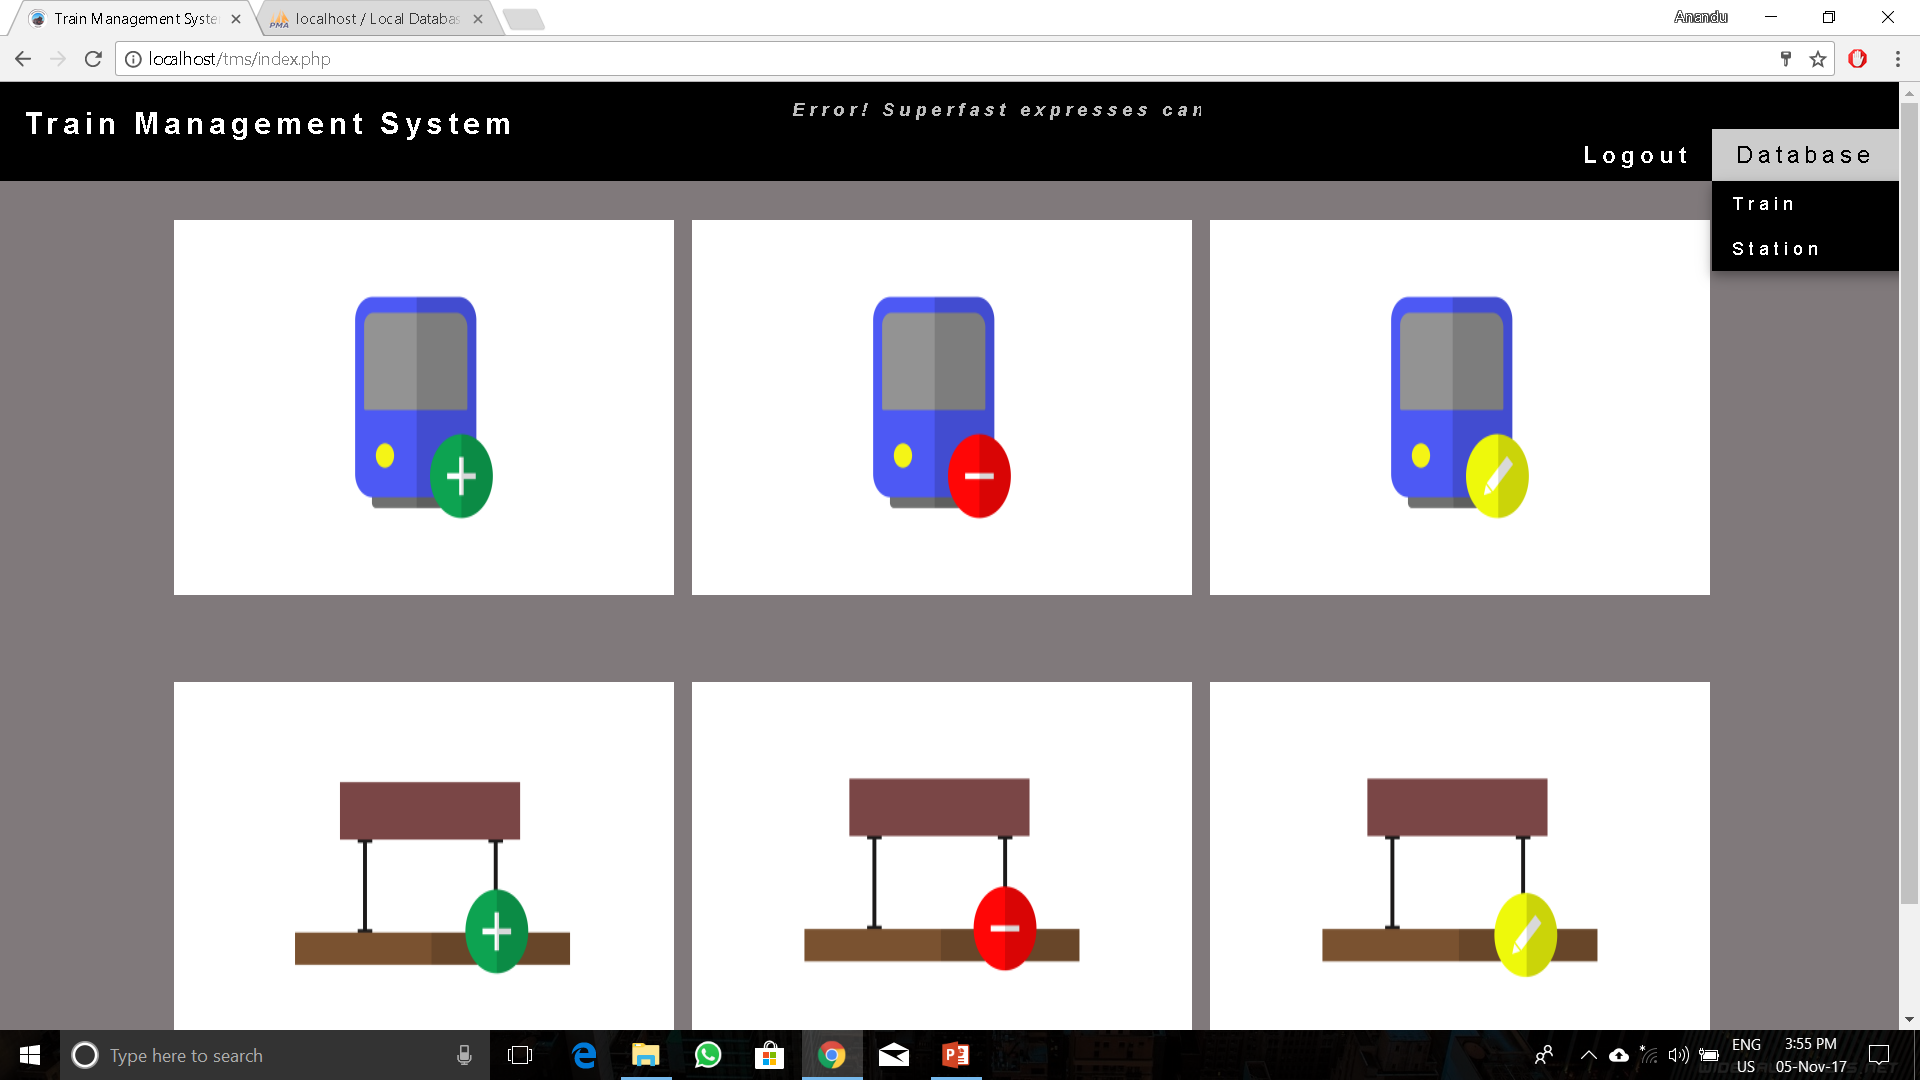 Train Management Syste
PMA
localhost / Local Databas
Anandu
localhost/tms/index.php
Error! Superfast expresses can
Train Management System
Logout
Database
Train
Station
Type here to search
ENG
US
3:55 PM
05-Nov-17